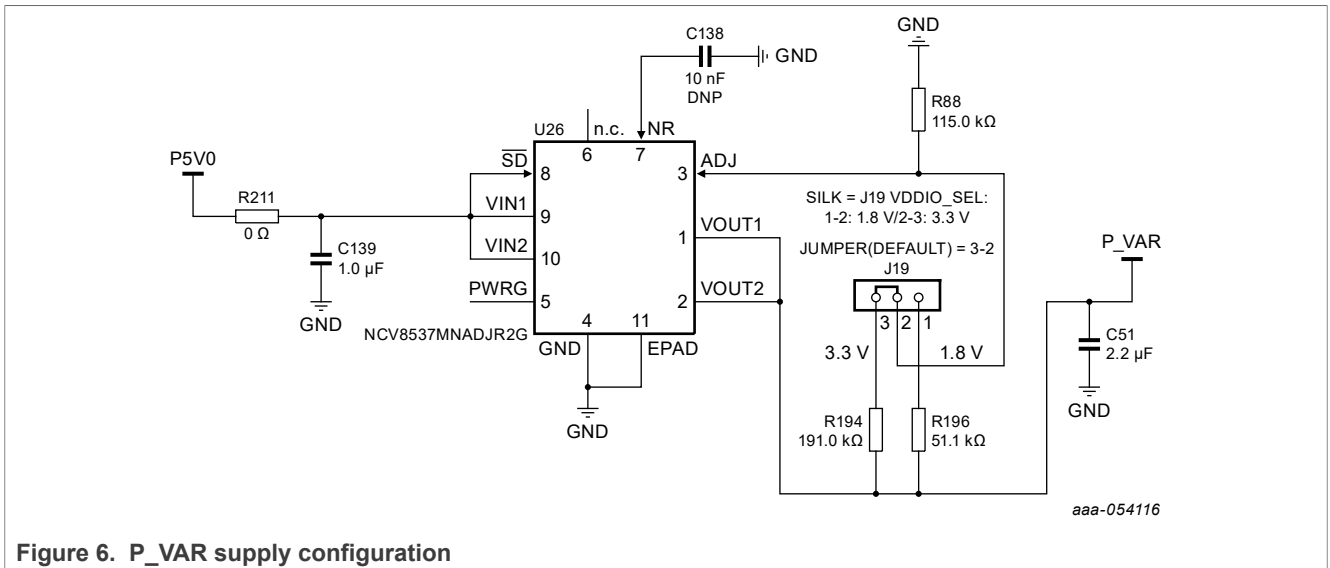 C138
GND
10 nF
DNP
GND
R88
115.0 kΩ
U26
n.c.
NR
6
7
P5V0
SD
8
3
ADJ
R211
0 Ω
VIN1
9
SILK = J19 VDDIO_SEL:
1-2: 1.8 V/2-3: 3.3 V
VOUT1
1
C139
1.0 µF
VIN2
10
JUMPER(DEFAULT) = 3-2
J19
P_VAR
PWRG
5
2
VOUT2
GND
3 2 1
NCV8537MNADJR2G
4
11
GND
EPAD
3.3 V
1.8 V
C51
2.2 µF
GND
GND
R194
191.0 kΩ
R196
51.1 kΩ
aaa-054116
Figure 6. P_VAR supply configuration